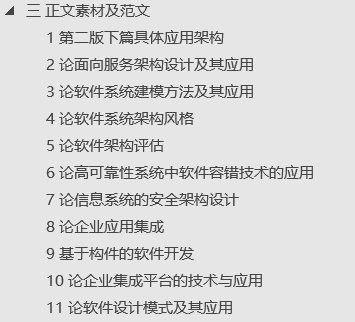 三 正文素材及范文
1 第二版下篇具体应用架构
2 论面向服务架构设计及其应用
3 论软件系统建模方法及其应用
4 论软件系统架构风格
5 论软件架构评估
6 论高可靠性系统中软件容错技术的应用
7 论信息系统的安全架构设计
8 论企业应用集成
9 基于构件的软件开发
10 论企业集成平台的技术与应用
11 论软件设计模式及其应用